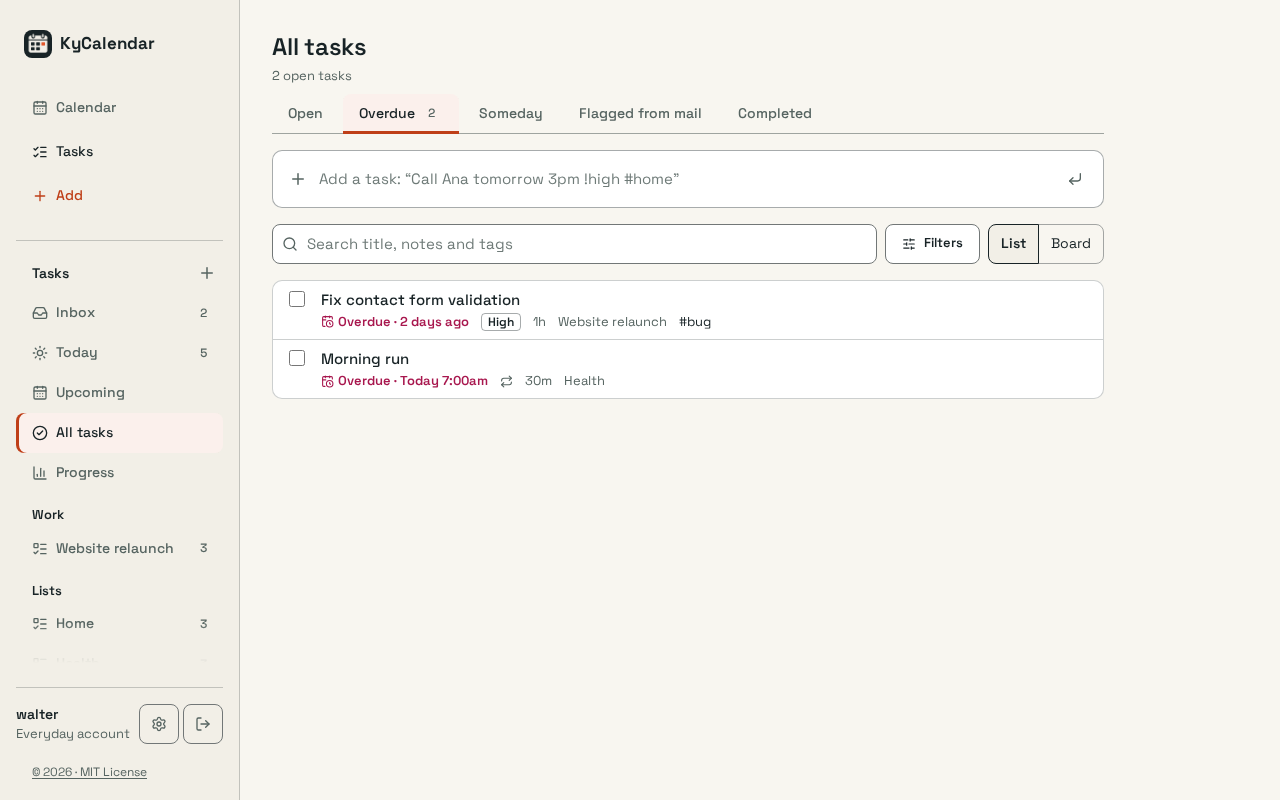 KyCalendar
Calendar
Tasks
Add
Tasks
Inbox 2
Today 5
Upcoming
All tasks
Progress
Work
Website relaunch 3
Lists
Home 3
walter
Everyday account
© 2026 · MIT License
All tasks
2 open tasks
Open Overdue 2 Someday Flagged from mail Completed
Add a task: “Call Ana tomorrow 3pm !high #home”
Search title, notes and tags Filters List Board
Fix contact form validation
Overdue · 2 days ago High 1h Website relaunch #bug
Morning run
Overdue · Today 7:00am 30m Health